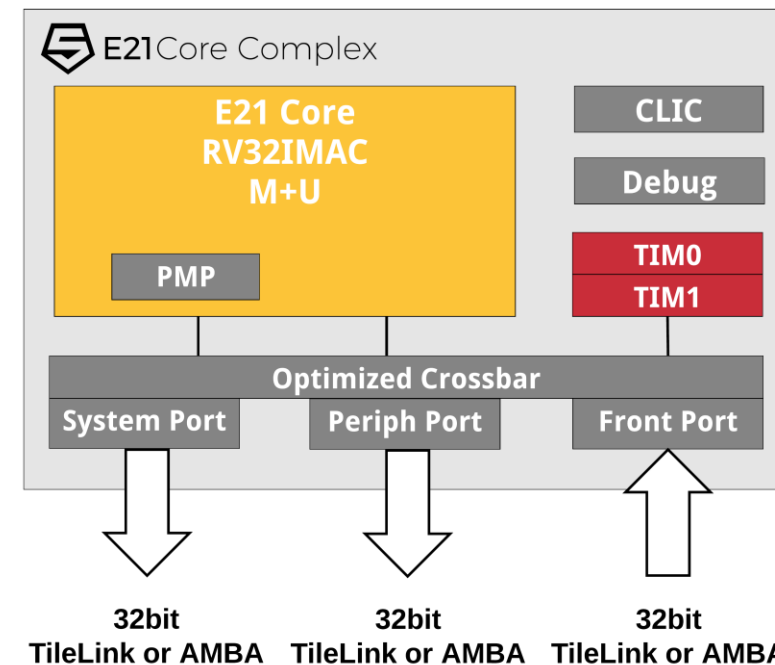 E21 Core Complex
E21 Core
RV32IMAC
M+U
PMP
CLIC
Debug
TIM0
TIM1
Optimized Crossbar
System Port
Periph Port
Front Port
32bit
TileLink or AMBA
32bit
TileLink or AMBA
32bit
TileLink or AMBA